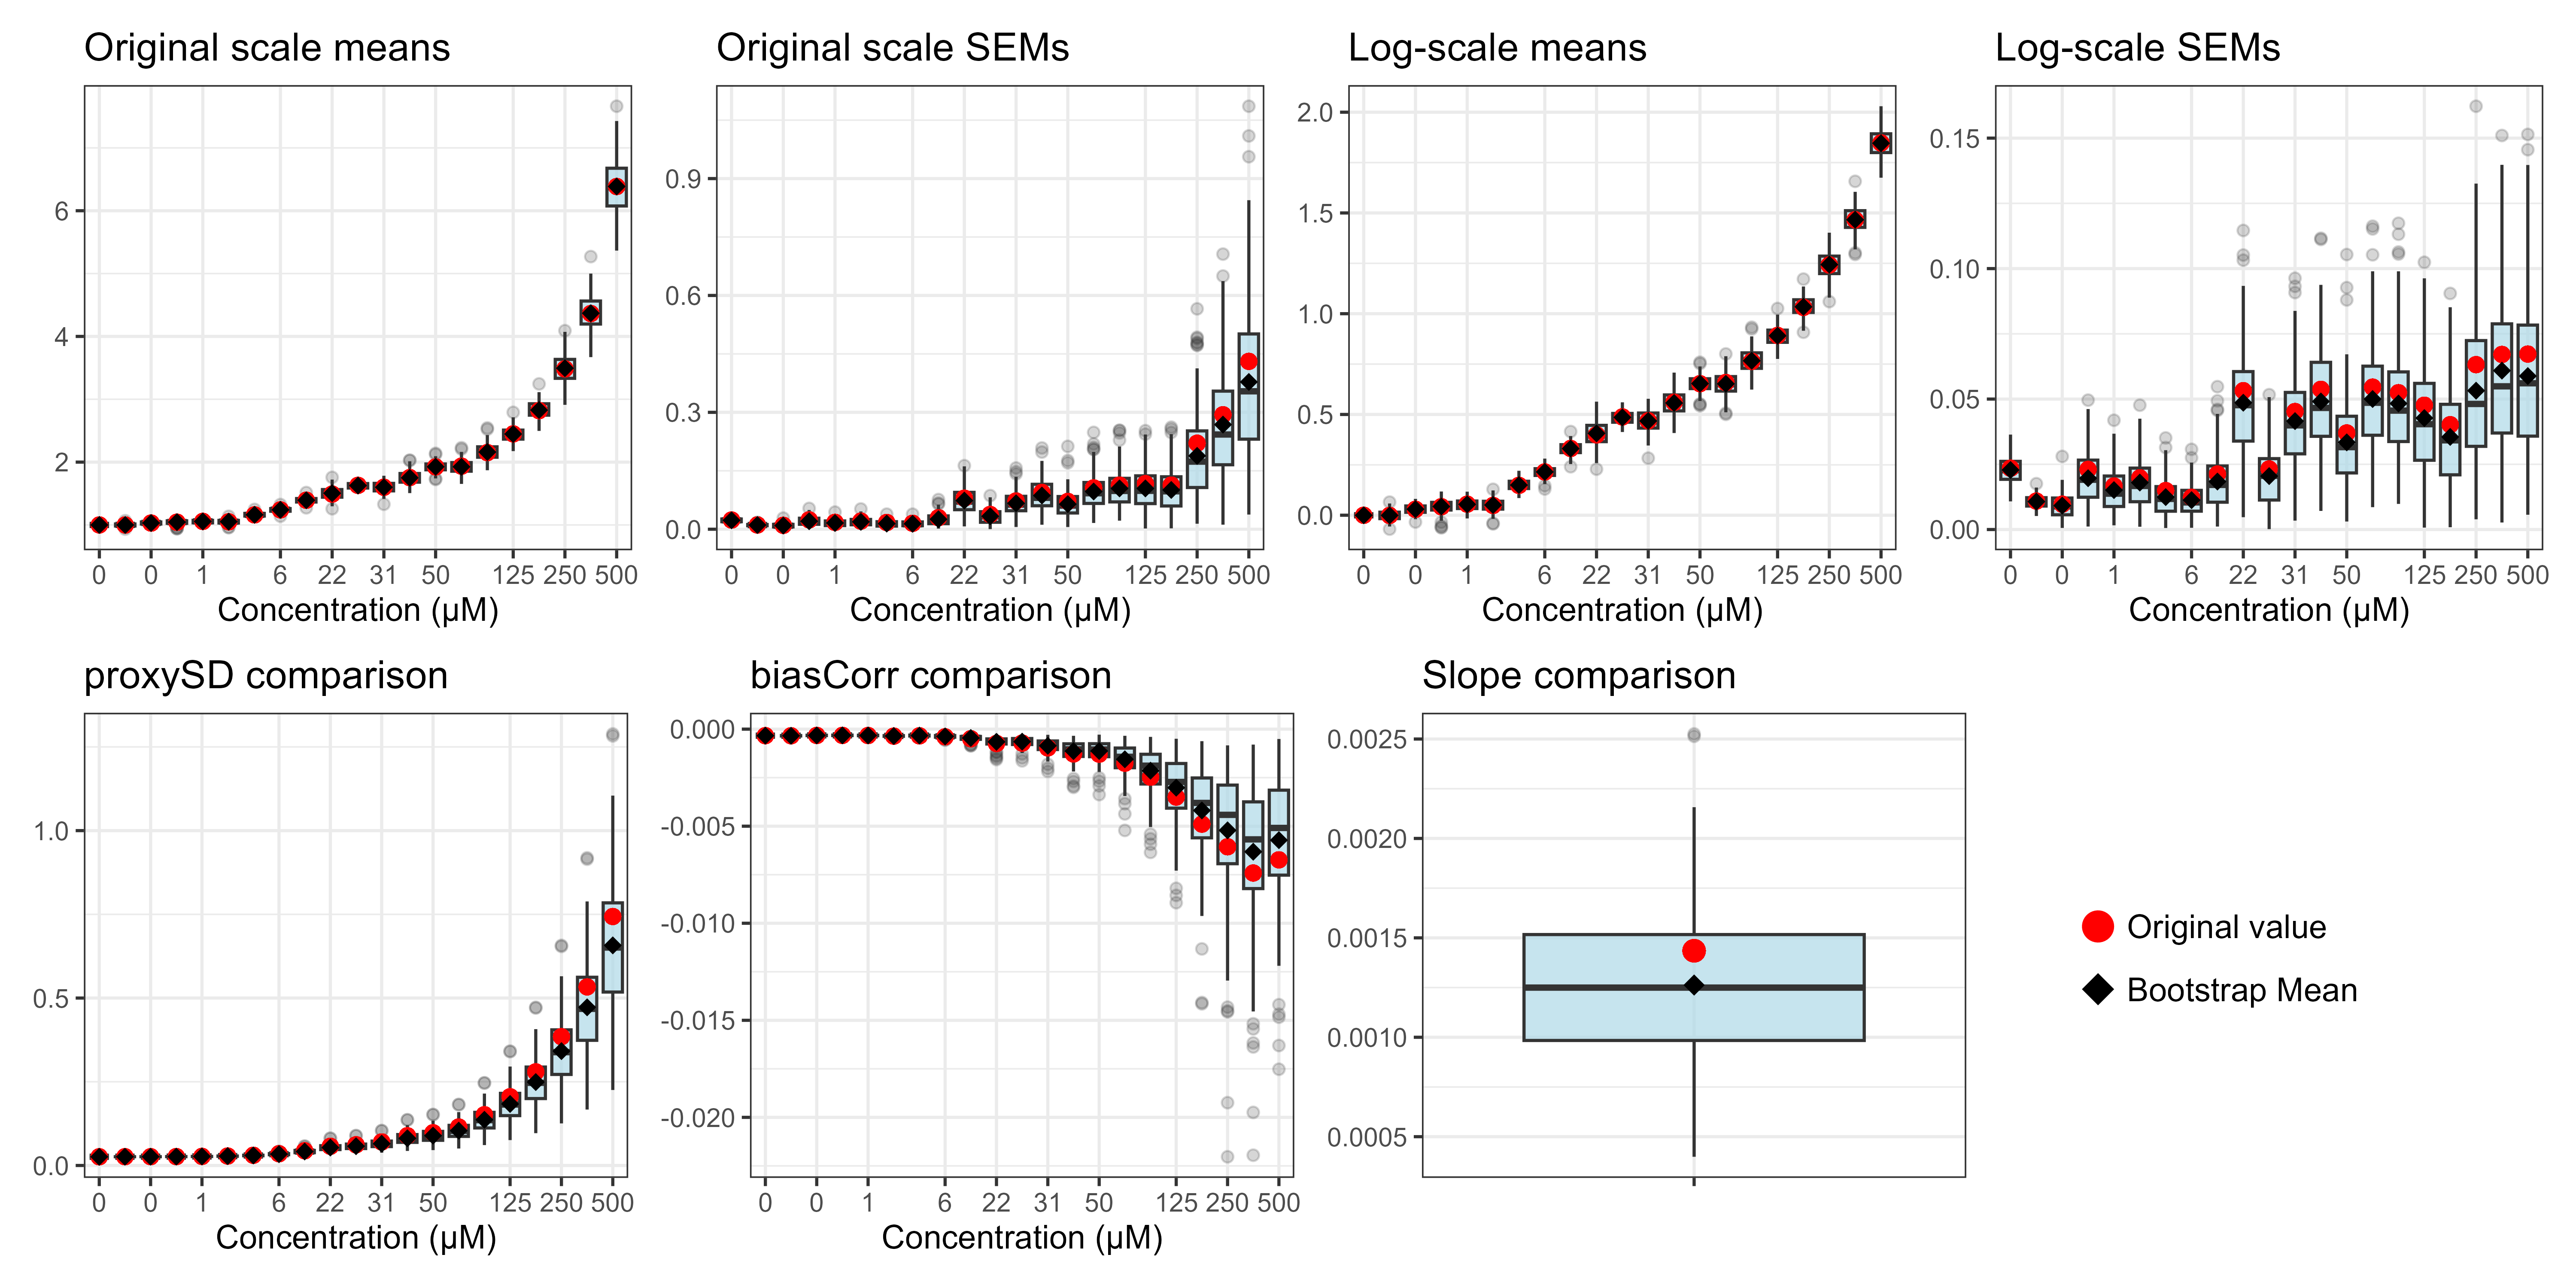 Original scale means
Original scale SEMs
Log-scale means
Log-scale SEMs
6
4
2
0 0 1 6 22 31 50 125 250 500
Concentration (µM)
0.9
0.6
0.3
0.0
0 0 1 6 22 31 50 125 250 500
Concentration (µM)
2.0
1.5
1.0
0.5
0.0
0 0 1 6 22 31 50 125 250 500
Concentration (µM)
0.15
0.10
0.05
0.00
0 0 1 6 22 31 50 125 250 500
Concentration (µM)
proxySD comparison
biasCorr comparison
Slope comparison
1.0
0.5
0.0
0 0 1 6 22 31 50 125 250 500
Concentration (µM)
0.000
-0.005
-0.010
-0.015
-0.020
0 0 1 6 22 31 50 125 250 500
Concentration (µM)
0.0025
0.0020
0.0015
0.0010
0.0005
Original value
Bootstrap Mean